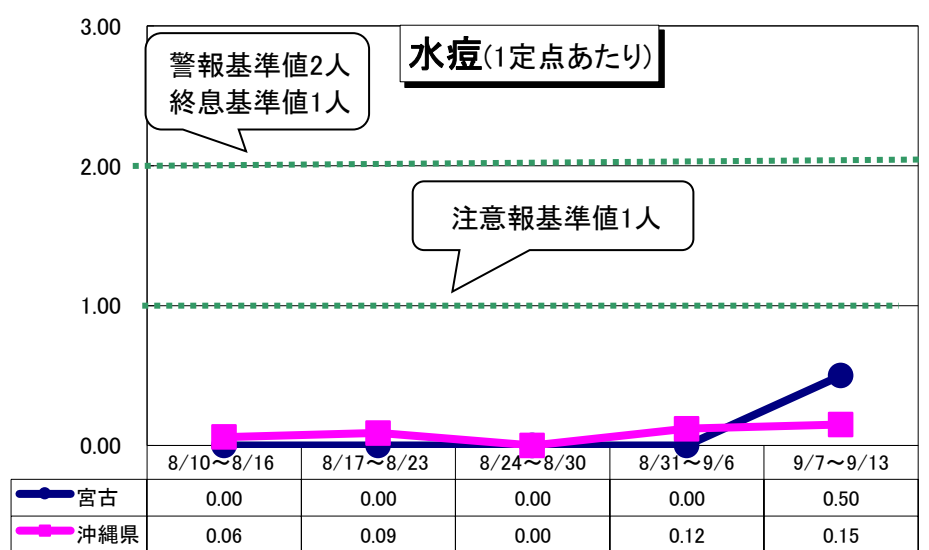 3.00
水痘(1定点あたり)
警報基準値2人
終息基準値1人
2.00
注意報基準値1人
1.00
0.00
8/10～8/16 8/17～8/23 8/24～8/30 8/31～9/6 9/7～9/13
宮古 0.00 0.00 0.00 0.00 0.50
沖縄県 0.06 0.09 0.00 0.12 0.15